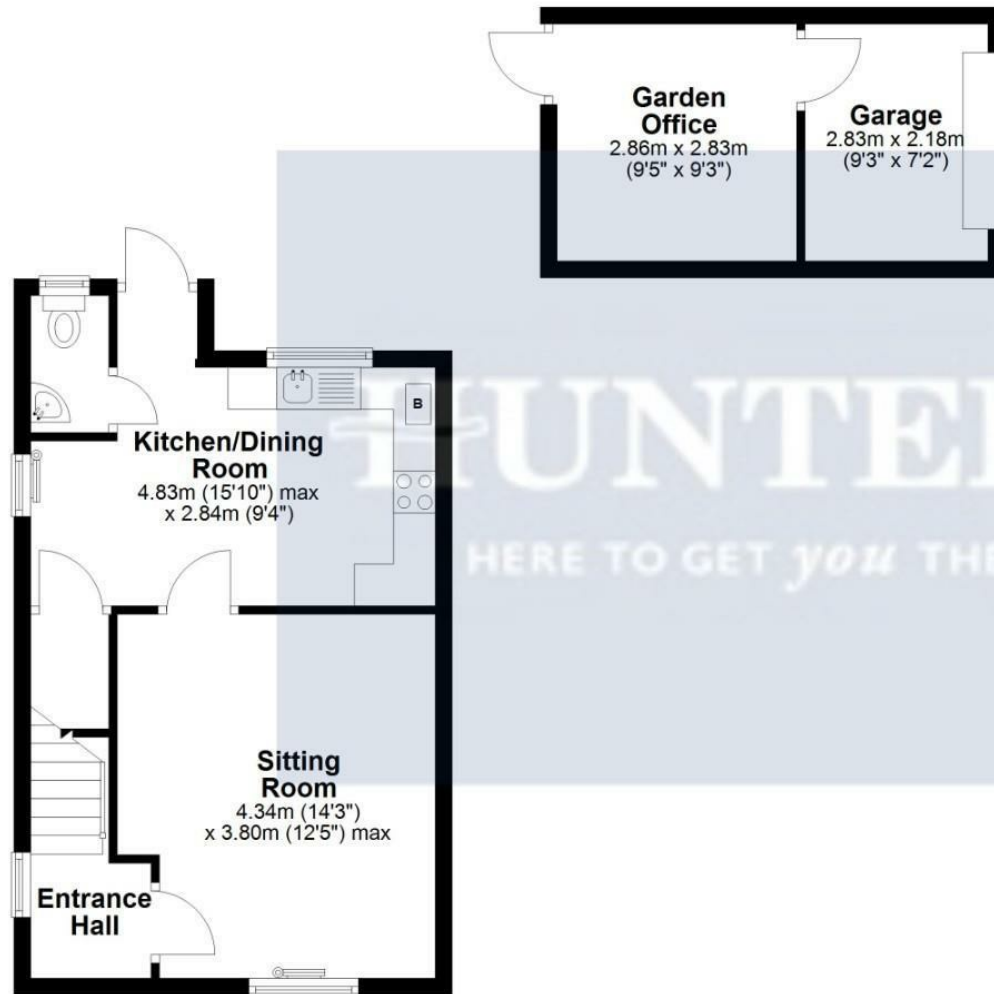 Garden
Office
2.86m x 2.83m
(9'5" x 9'3")
Garage
2.83m x 2.18m
(9'3" x 7'2")
B
Kitchen/Dining
Room
4.83m (15'10") max
x 2.84m (9'4")
HUNTE
HERE TO GET you THE
Sitting
Room
4.34m (14'3")
x 3.80m (12'5") max
Entrance
Hall